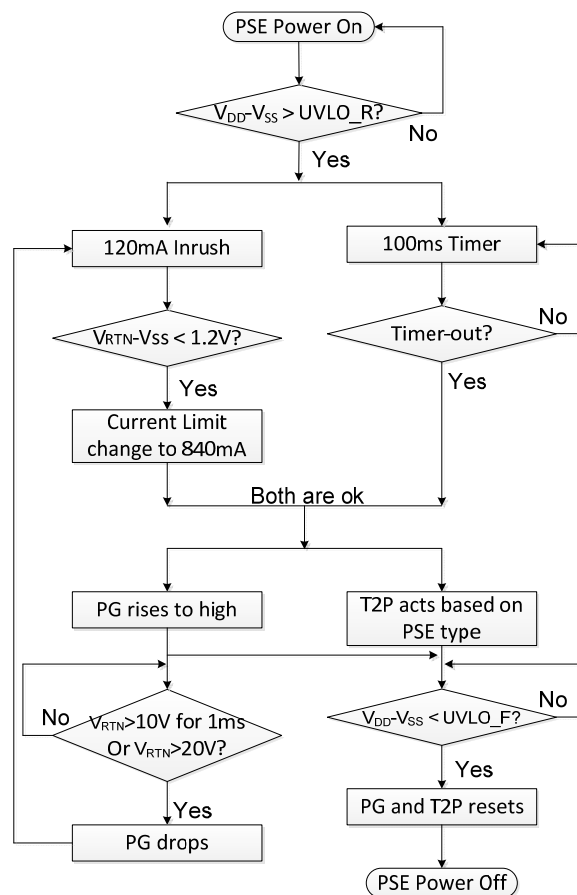 PSE Power On
VDD-VSS > UVLO_R?
No
Yes
120mA Inrush
100ms Timer
VRTN-VSS < 1.2V?
Timer-out?
No
Yes
Yes
Current Limit
change to 840mA
Both are ok
PG rises to high
T2P acts based on
PSE type
No
VRTN>10V for 1ms
Or VRTN>20V?
VDD-VSS < UVLO_F?
No
Yes
Yes
PG drops
PG and T2P resets
PSE Power Off